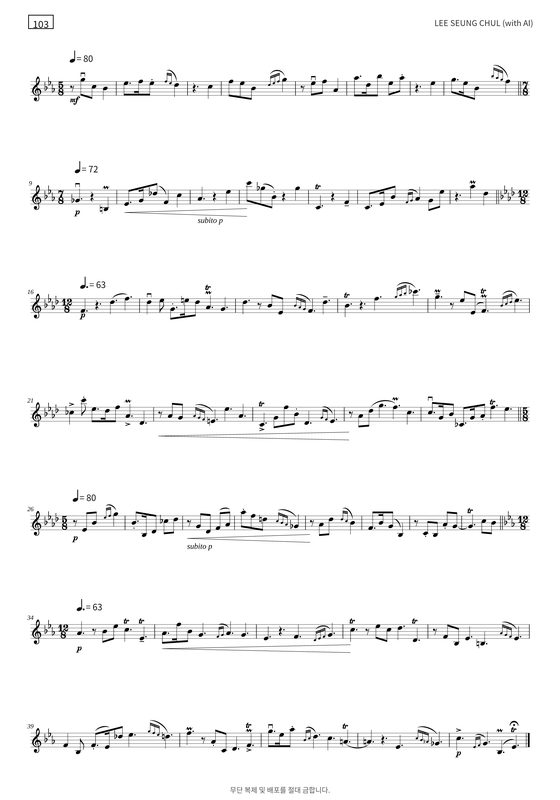 103
LEE SEUNG CHUL (with AI)
= 80
mf
= 72
9
p
subito p
16
= 63
p
21
26
= 80
p
subito p
34
= 63
p
39
p
무단 복제 및 배포를 절대 금합니다.